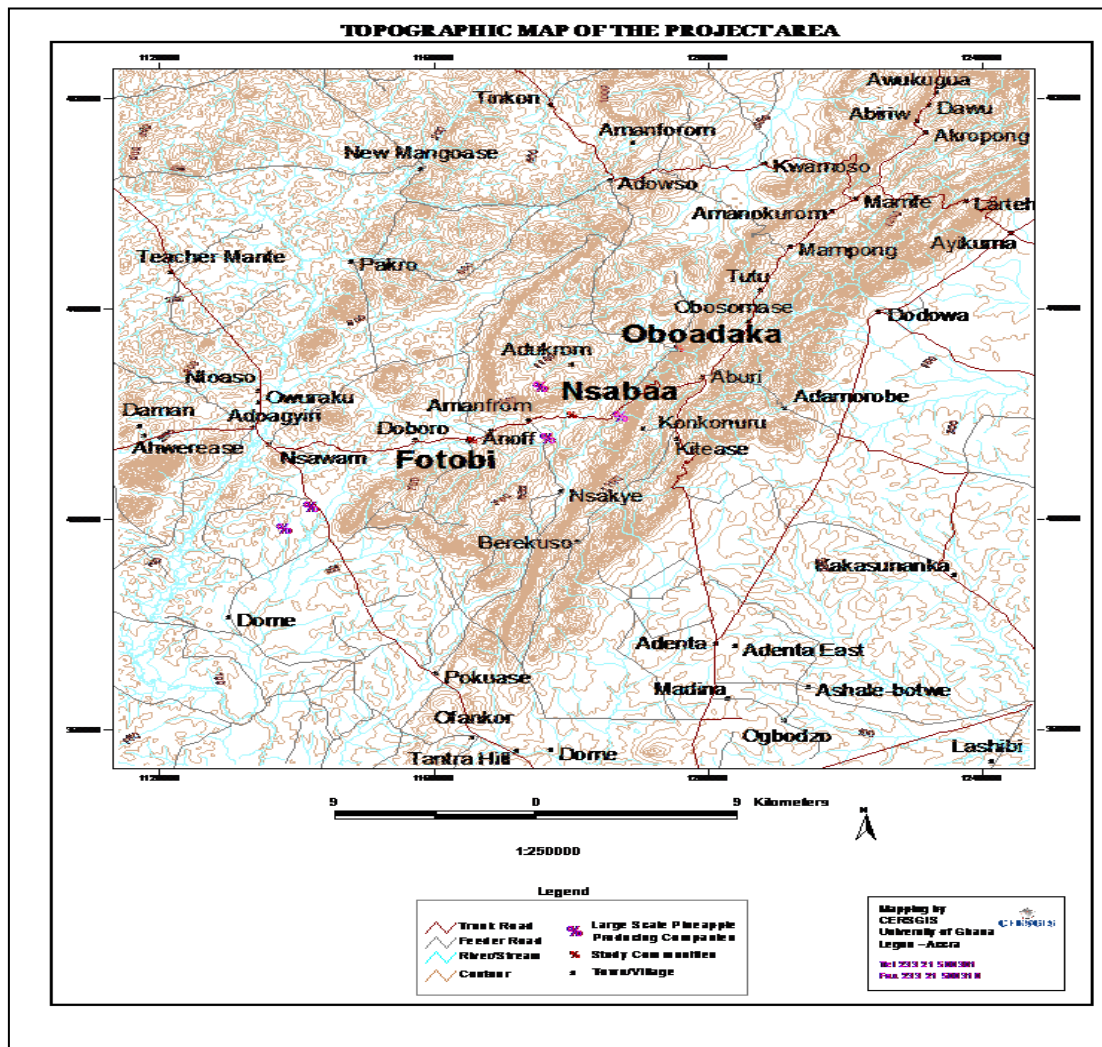 TOPOGRAPHIC MAP OF THE PROJECT AREA
Awukugua
Tinkon
Abiriw
Dawu
Amanforom
Akropong
New Mangoase
Kwamoso
Adowso
Mamfe
Larteh
Amanokurom
Ayikuma
Mampong
Teacher Mante
Pakro
Tutu
Obosomase
Dodowa
Oboadaka
Adukrom
Ntoaso
Nsabaa
Aburi
Owuraku
Adamorobe
Daman
Adoagyiri
Amanfrom
Konkonuru
Doboro
Anoff
Ahwerease
Kitease
Nsawam
Fotobi
Nsakye
Berekuso
Kakasunanka
Dome
Adenta
Adenta East
Pokuase
Madina
Ashale-botwe
Ofankor
Ogbodzo
Tantra Hill
Dome
Lashibi
9 0 9 Kilometers
N
1:250000
Legend
Trunk Road
Feeder Road
River/Stream
Contour
Large Scale Pineapple
Producing Companies
Study Communities
Town/Village
Mapping by
CERSGIS
University of Ghana
Legon - Accra
CERSGIS